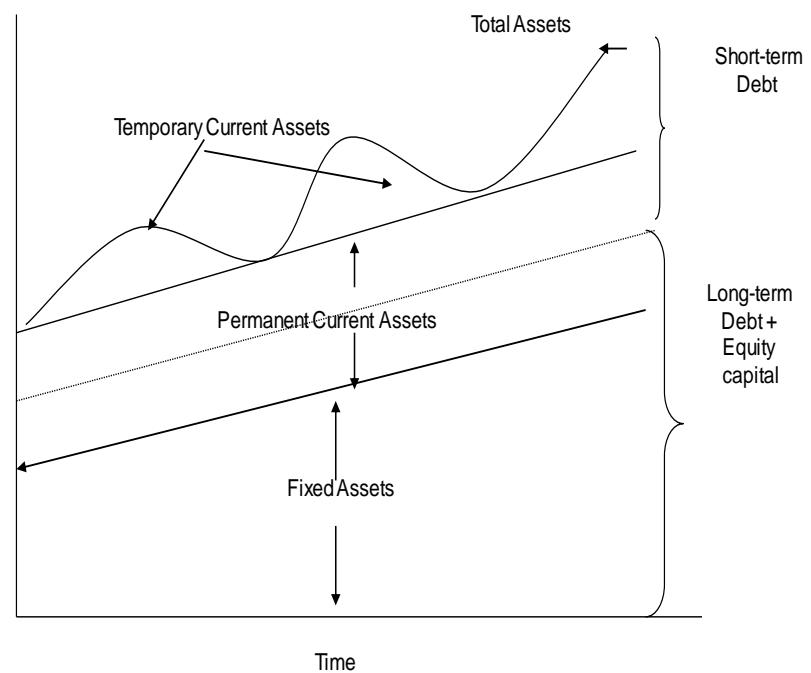 Total Assets
Short-term
Debt
Temporary Current Assets
Long-term
Debt +
Equity
capital
Permanent Current Assets
Fixed Assets
Time